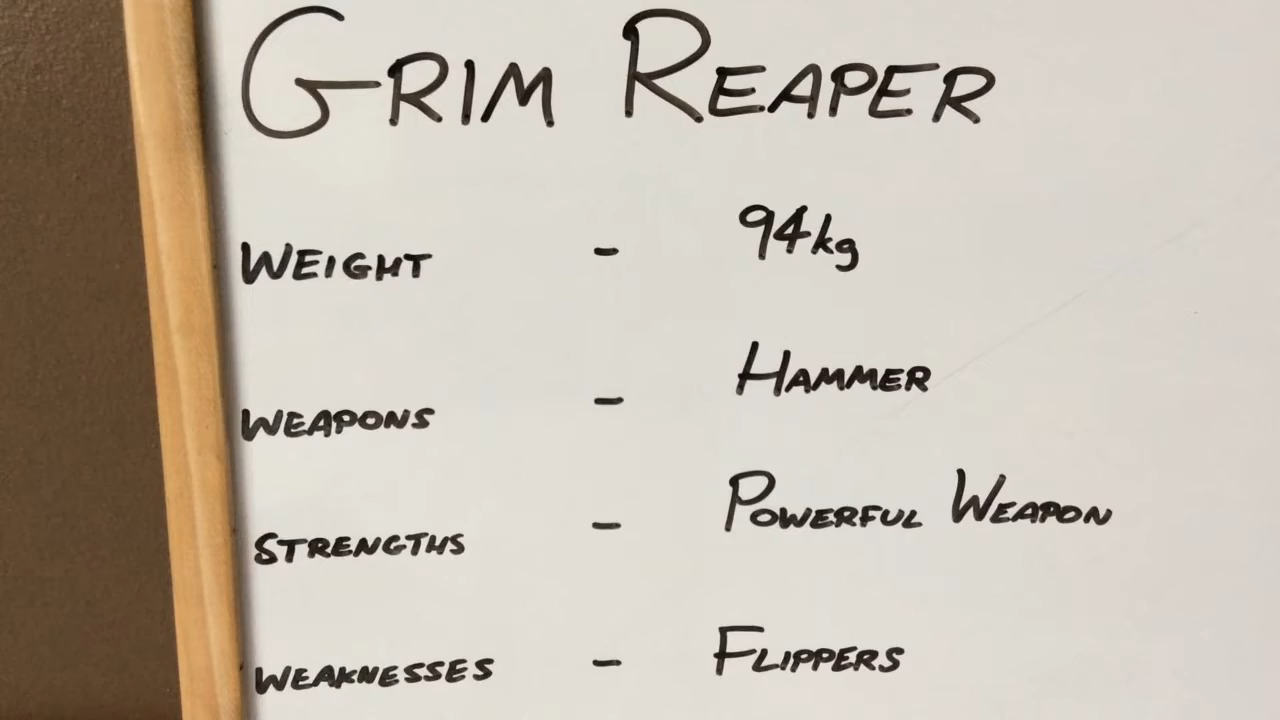 GRIM REAPER
WEIGHT - 94kg
WEAPONS - HAMMER
STRENGTHS - POWERFUL WEAPON
WEAKNESSES - FLIPPERS